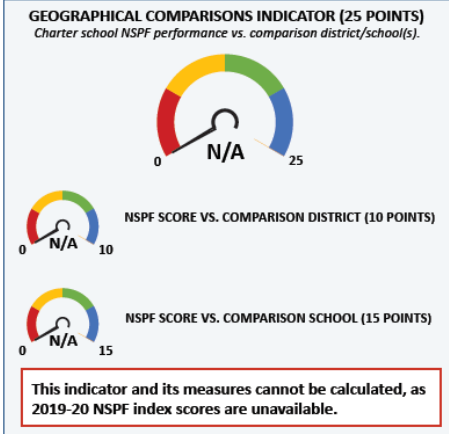 GEOGRAPHICAL COMPARISONS INDICATOR (25 POINTS)
Charter school NSPF performance vs. comparison district/school(s).
N/A
0
25
NSPF SCORE VS. COMPARISON DISTRICT (10 POINTS)
N/A
0
10
NSPF SCORE VS. COMPARISON SCHOOL (15 POINTS)
N/A
0
15
This indicator and its measures cannot be calculated, as
2019-20 NSPF index scores are unavailable.